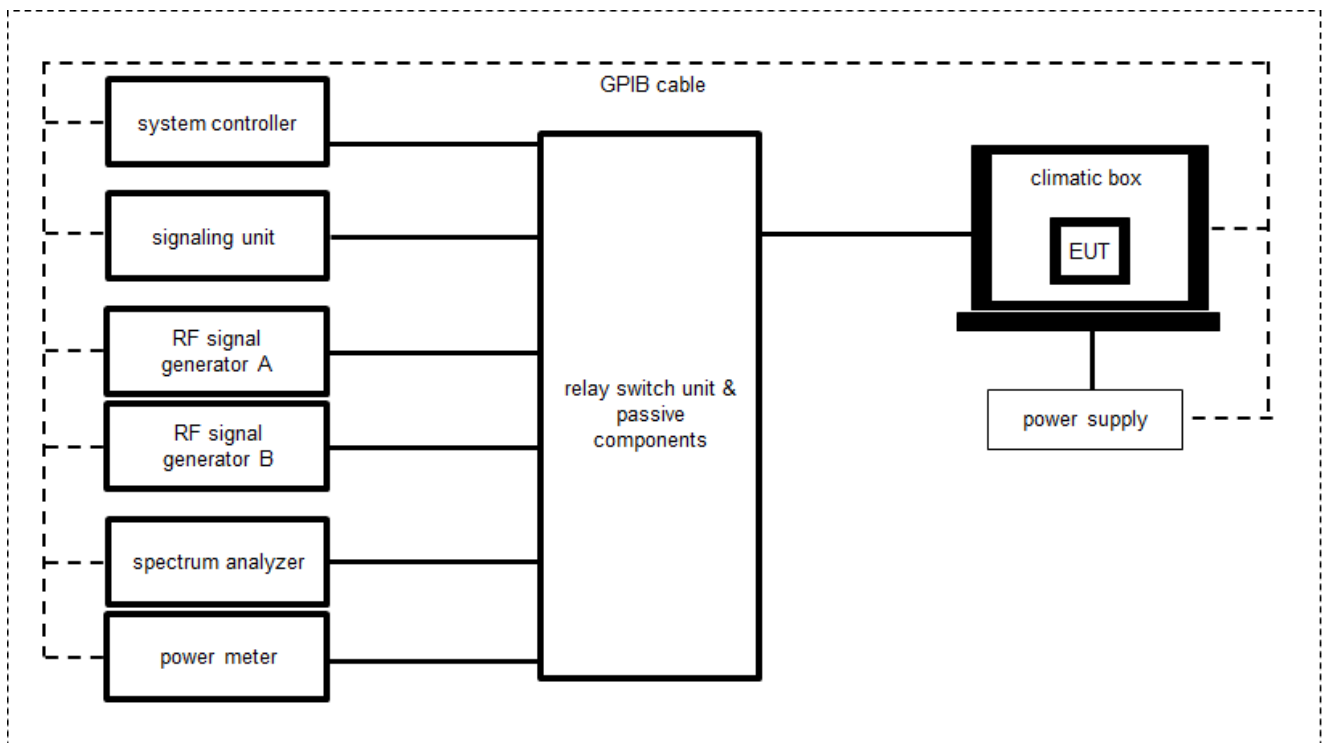 GPIB cable
system controller
signaling unit
RF signal
generator A
RF signal
generator B
spectrum analyzer
power meter
relay switch unit &
passive
components
climatic box
EUT
power supply